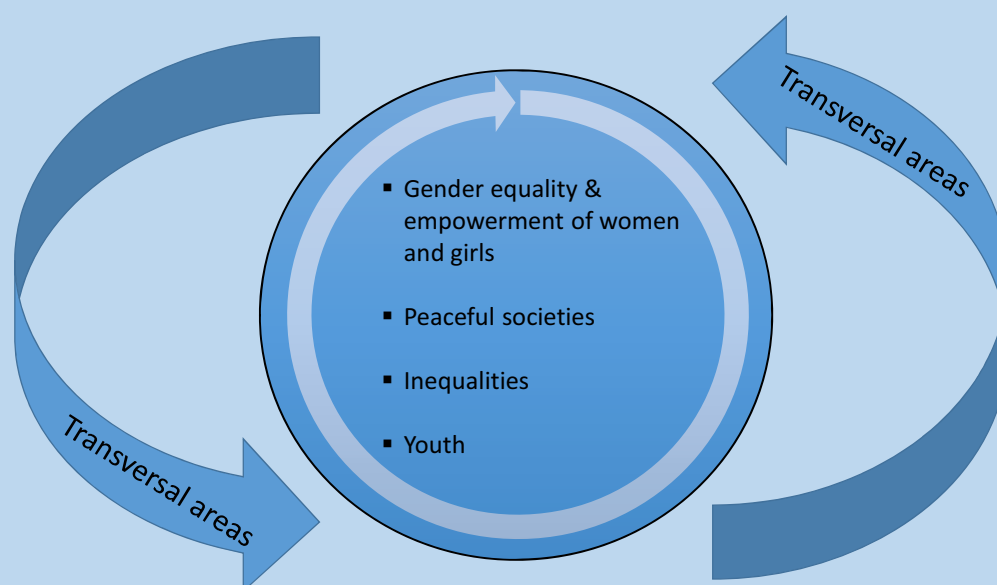 Transversal areas
▪ Gender equality &
empowerment of women
and girls
▪ Peaceful societies
▪ Inequalities
▪ Youth
Transversal areas